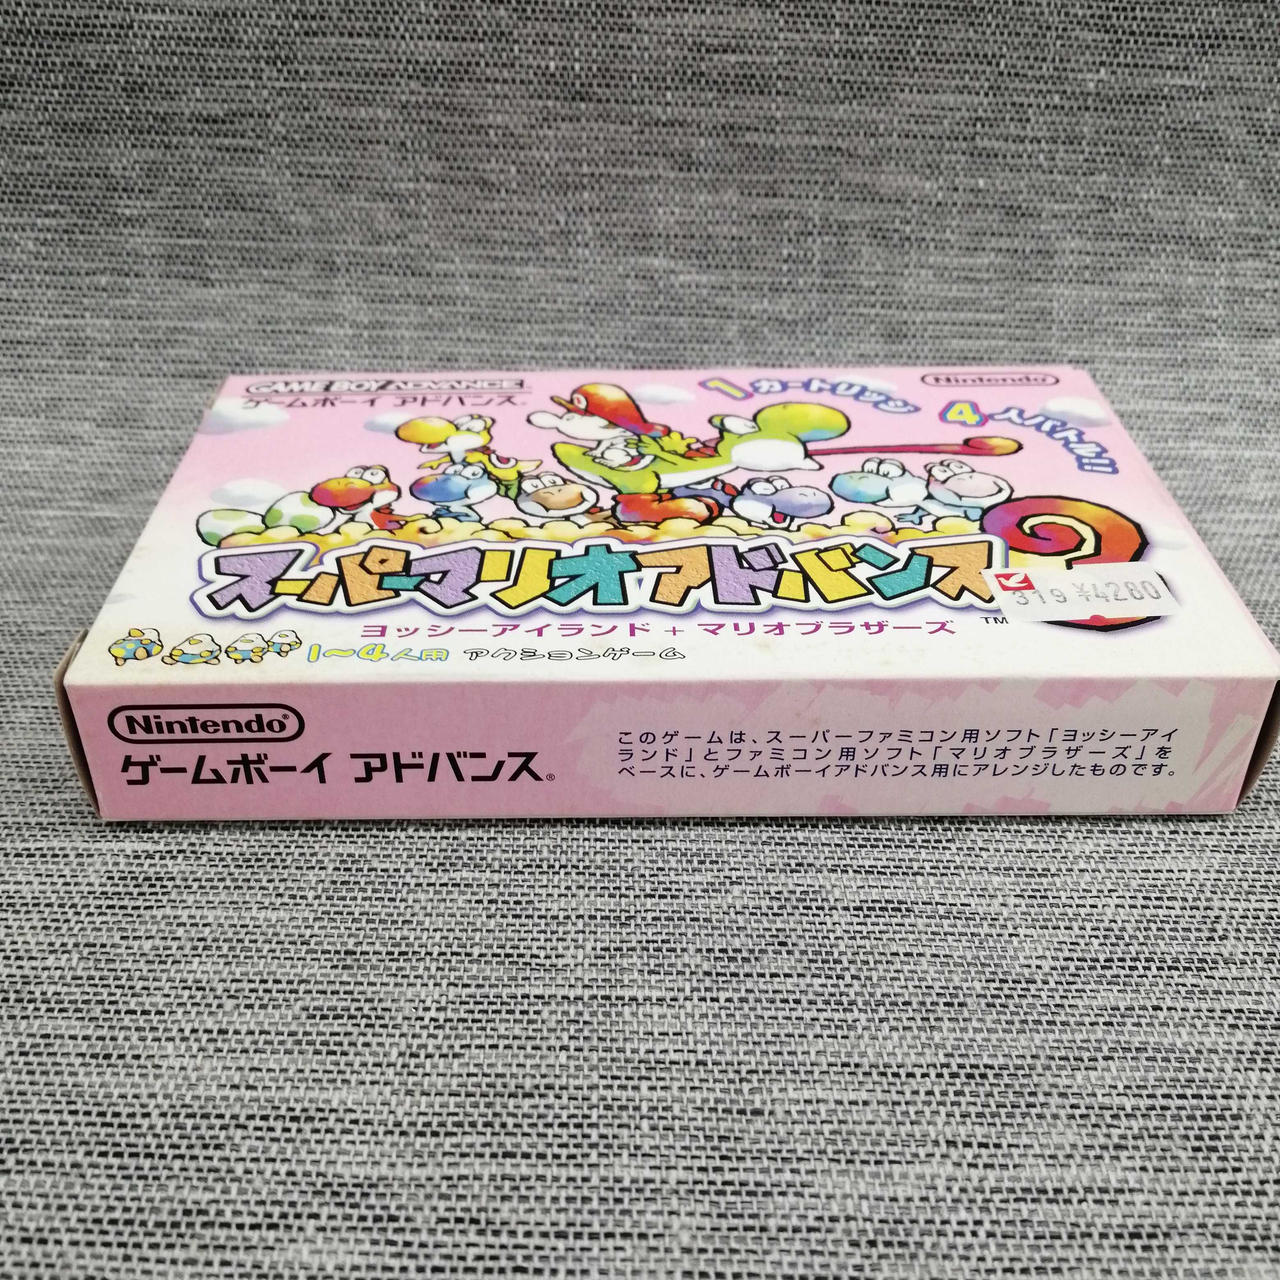 GAME BOY ADVANCE
ゲームボーイ アドバンス®
1カートリッジ
4人バトル!!
Nintendo®
スーパーマリオアドバンス3
319 ¥4280
ヨッシーアイランド + マリオブラザーズ™
1〜4人用 アクションゲーム
Nintendo®
ゲームボーイ アドバンス®
このゲームは、スーパーファミコン用ソフト「ヨッシーアイ
ランド」とファミコン用ソフト「マリオブラザーズ」を
ベースに、ゲームボーイアドバンス用にアレンジしたものです。